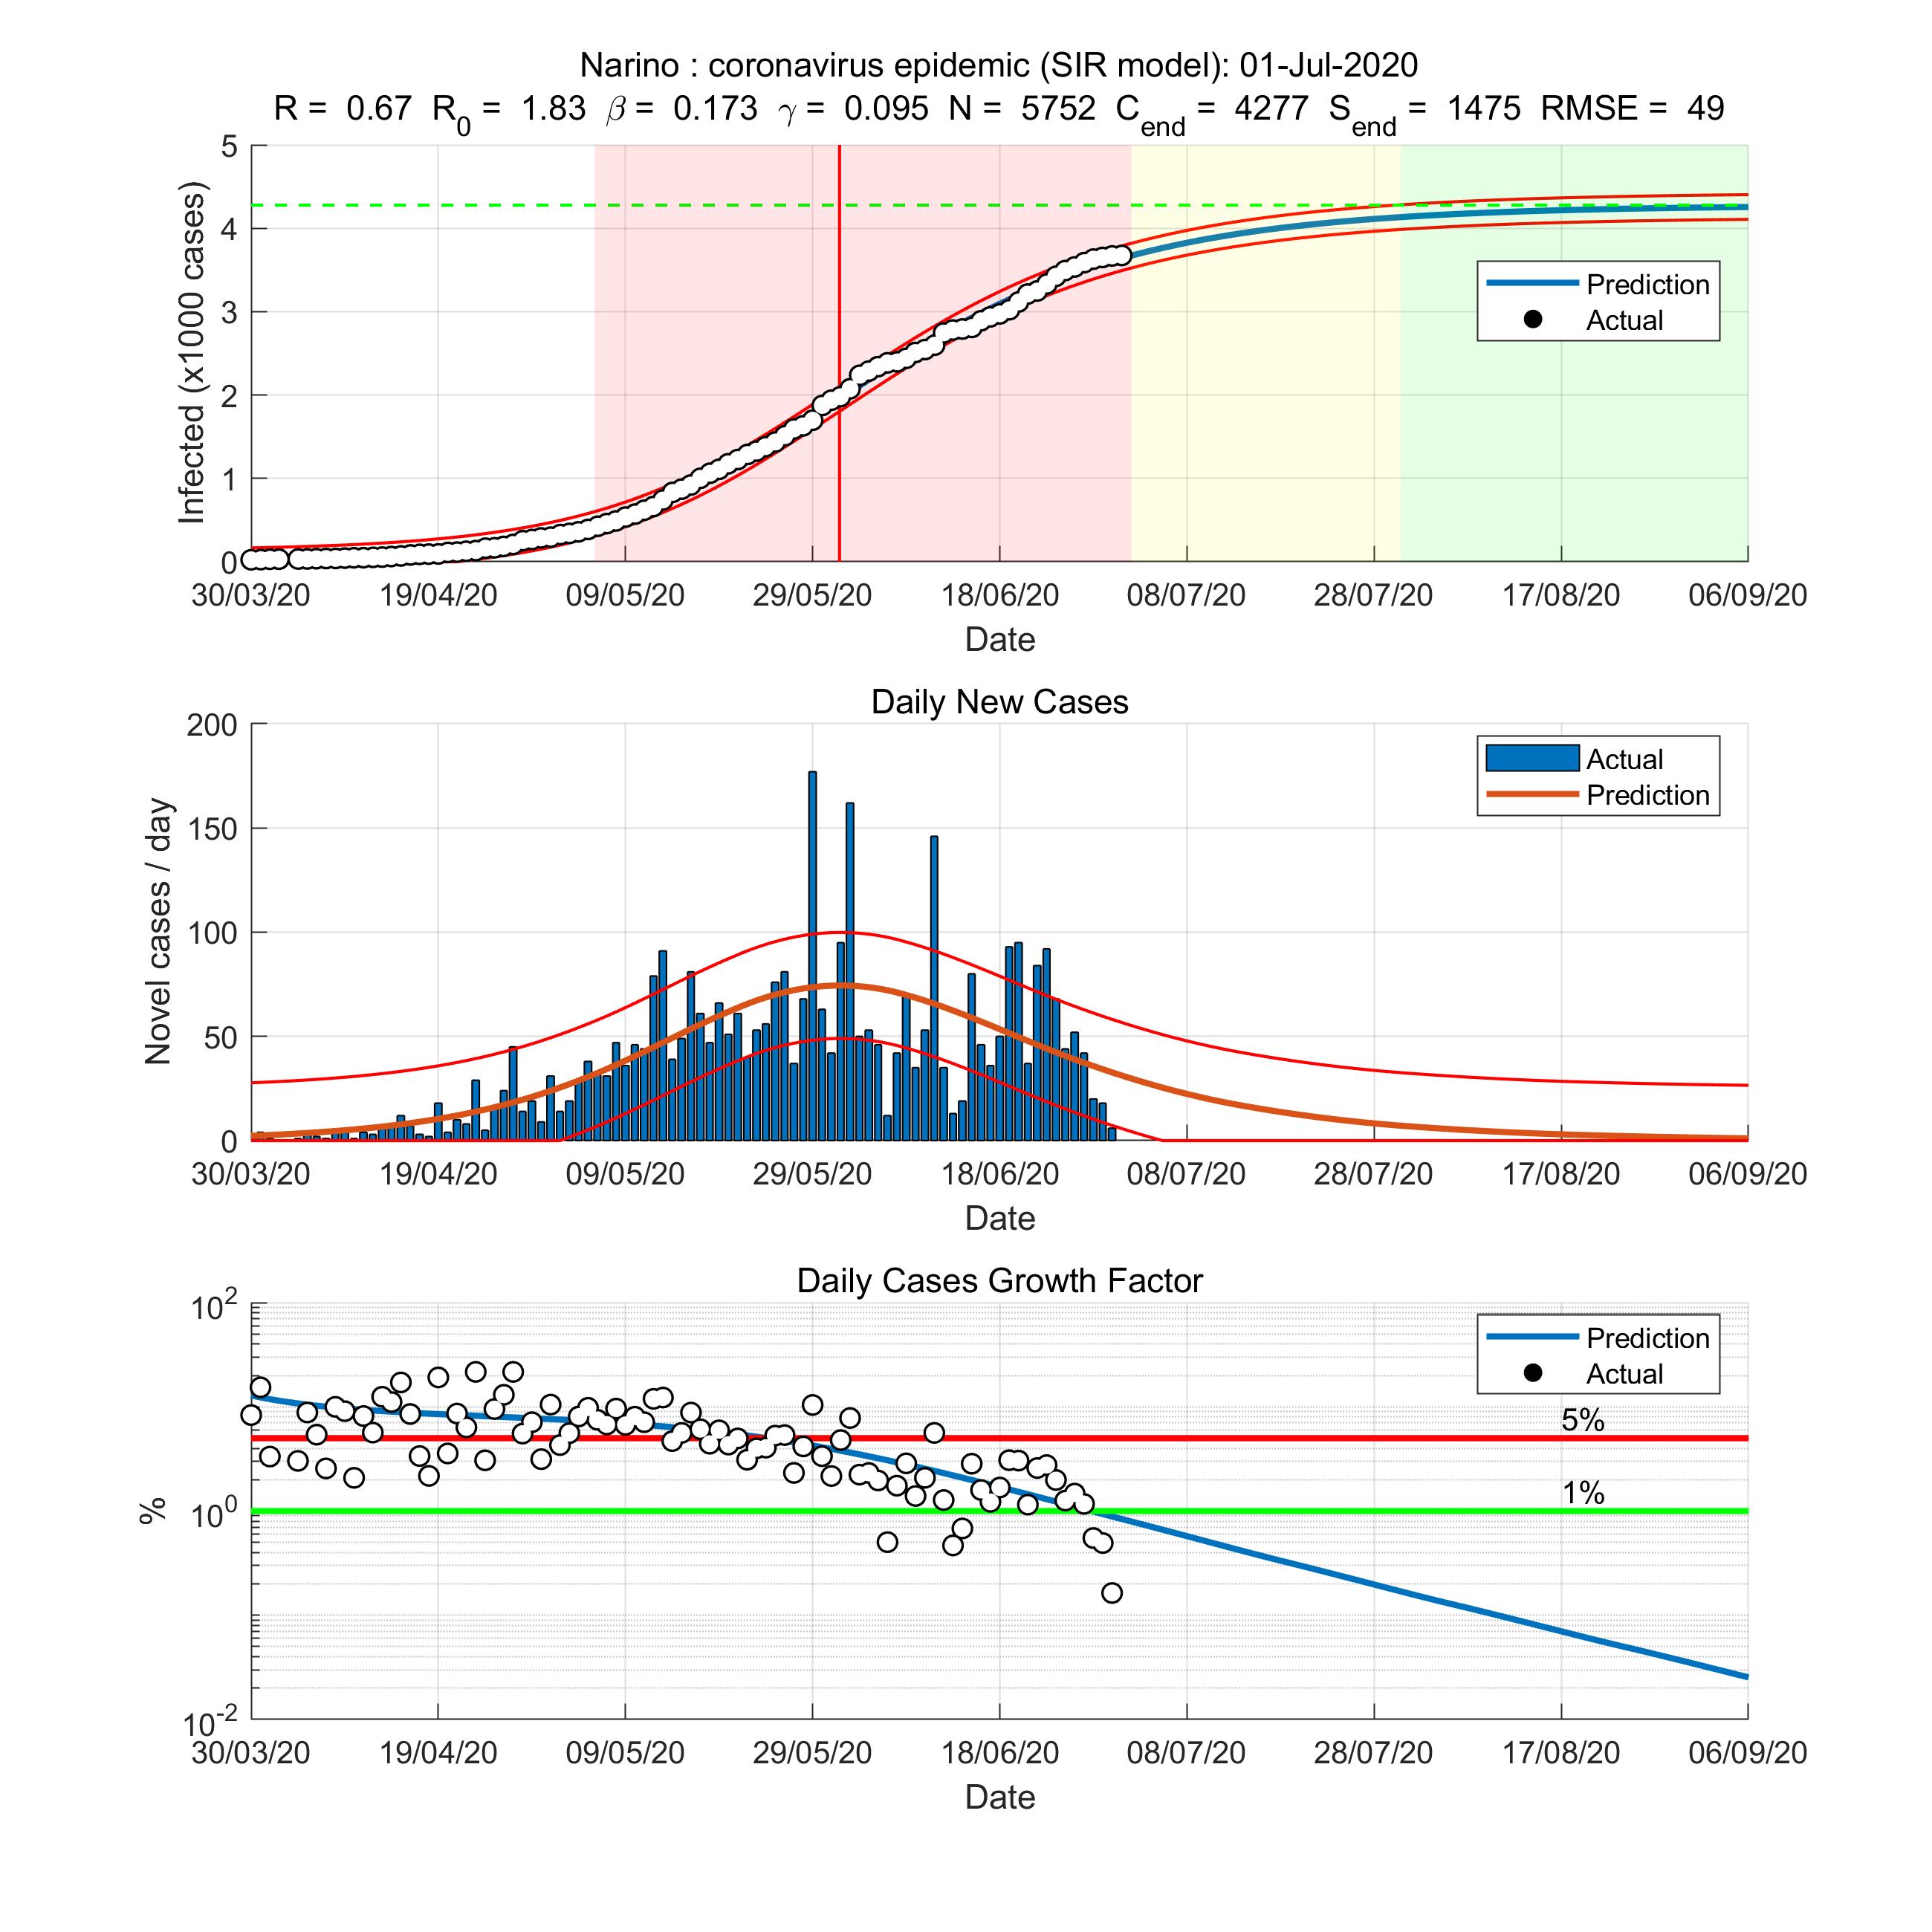 Narino : coronavirus epidemic (SIR model): 01-Jul-2020
R = 0.67 R0 = 1.83 β = 0.173 γ = 0.095 N = 5752 Cend = 4277 Send = 1475 RMSE = 49
5
4
3
2
1
0
Infected (x1000 cases)
Prediction
Actual
30/03/20 19/04/20 09/05/20 29/05/20 18/06/20 08/07/20 28/07/20 17/08/20 06/09/20
Date
Daily New Cases
200
150
100
50
0
Novel cases / day
Actual
Prediction
30/03/20 19/04/20 09/05/20 29/05/20 18/06/20 08/07/20 28/07/20 17/08/20 06/09/20
Date
Daily Cases Growth Factor
10^2
10^0
10^-2
%
Prediction
Actual
5%
1%
30/03/20 19/04/20 09/05/20 29/05/20 18/06/20 08/07/20 28/07/20 17/08/20 06/09/20
Date